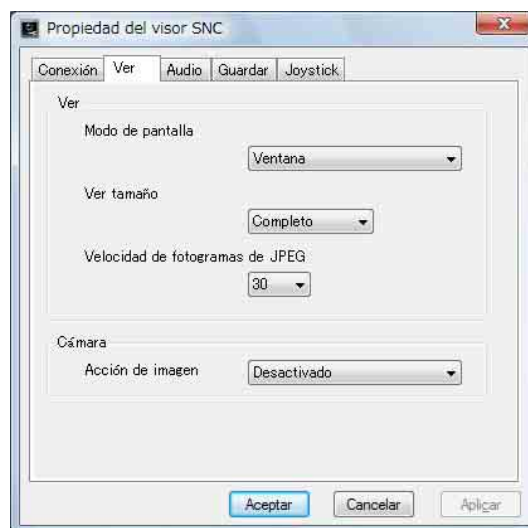 Propiedad del visor SNC
Conexión Ver Audio Guardar Joystick
Ver
Modo de pantalla
Ventana
Ver tamaño
Completo
Velocidad de fotogramas de JPEG
30
Cámara
Acción de imagen
Desactivado
Aceptar Cancelar Aplicar